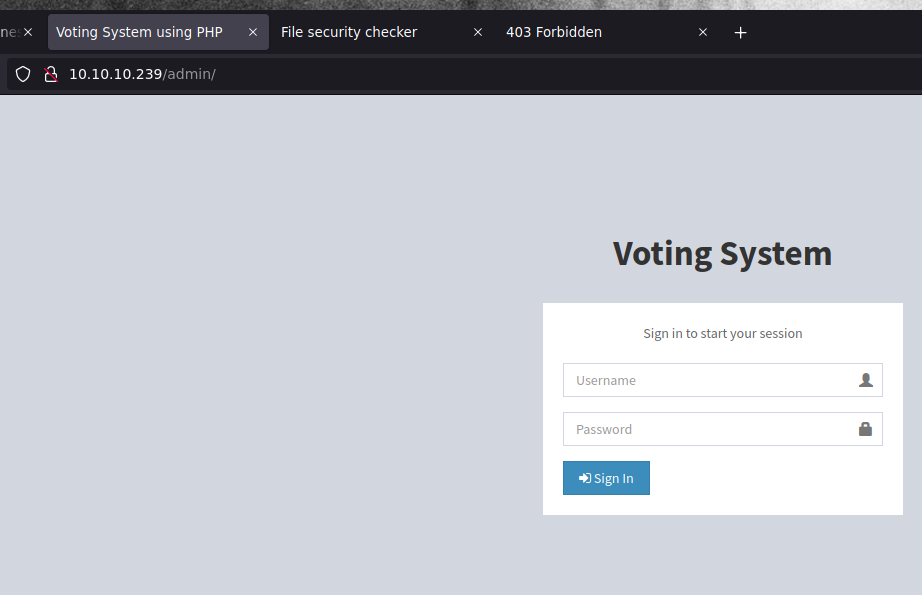 nes
Voting System using PHP
File security checker
403 Forbidden
10.10.10.239/admin/
Voting System
Sign in to start your session
Username
Password
Sign In